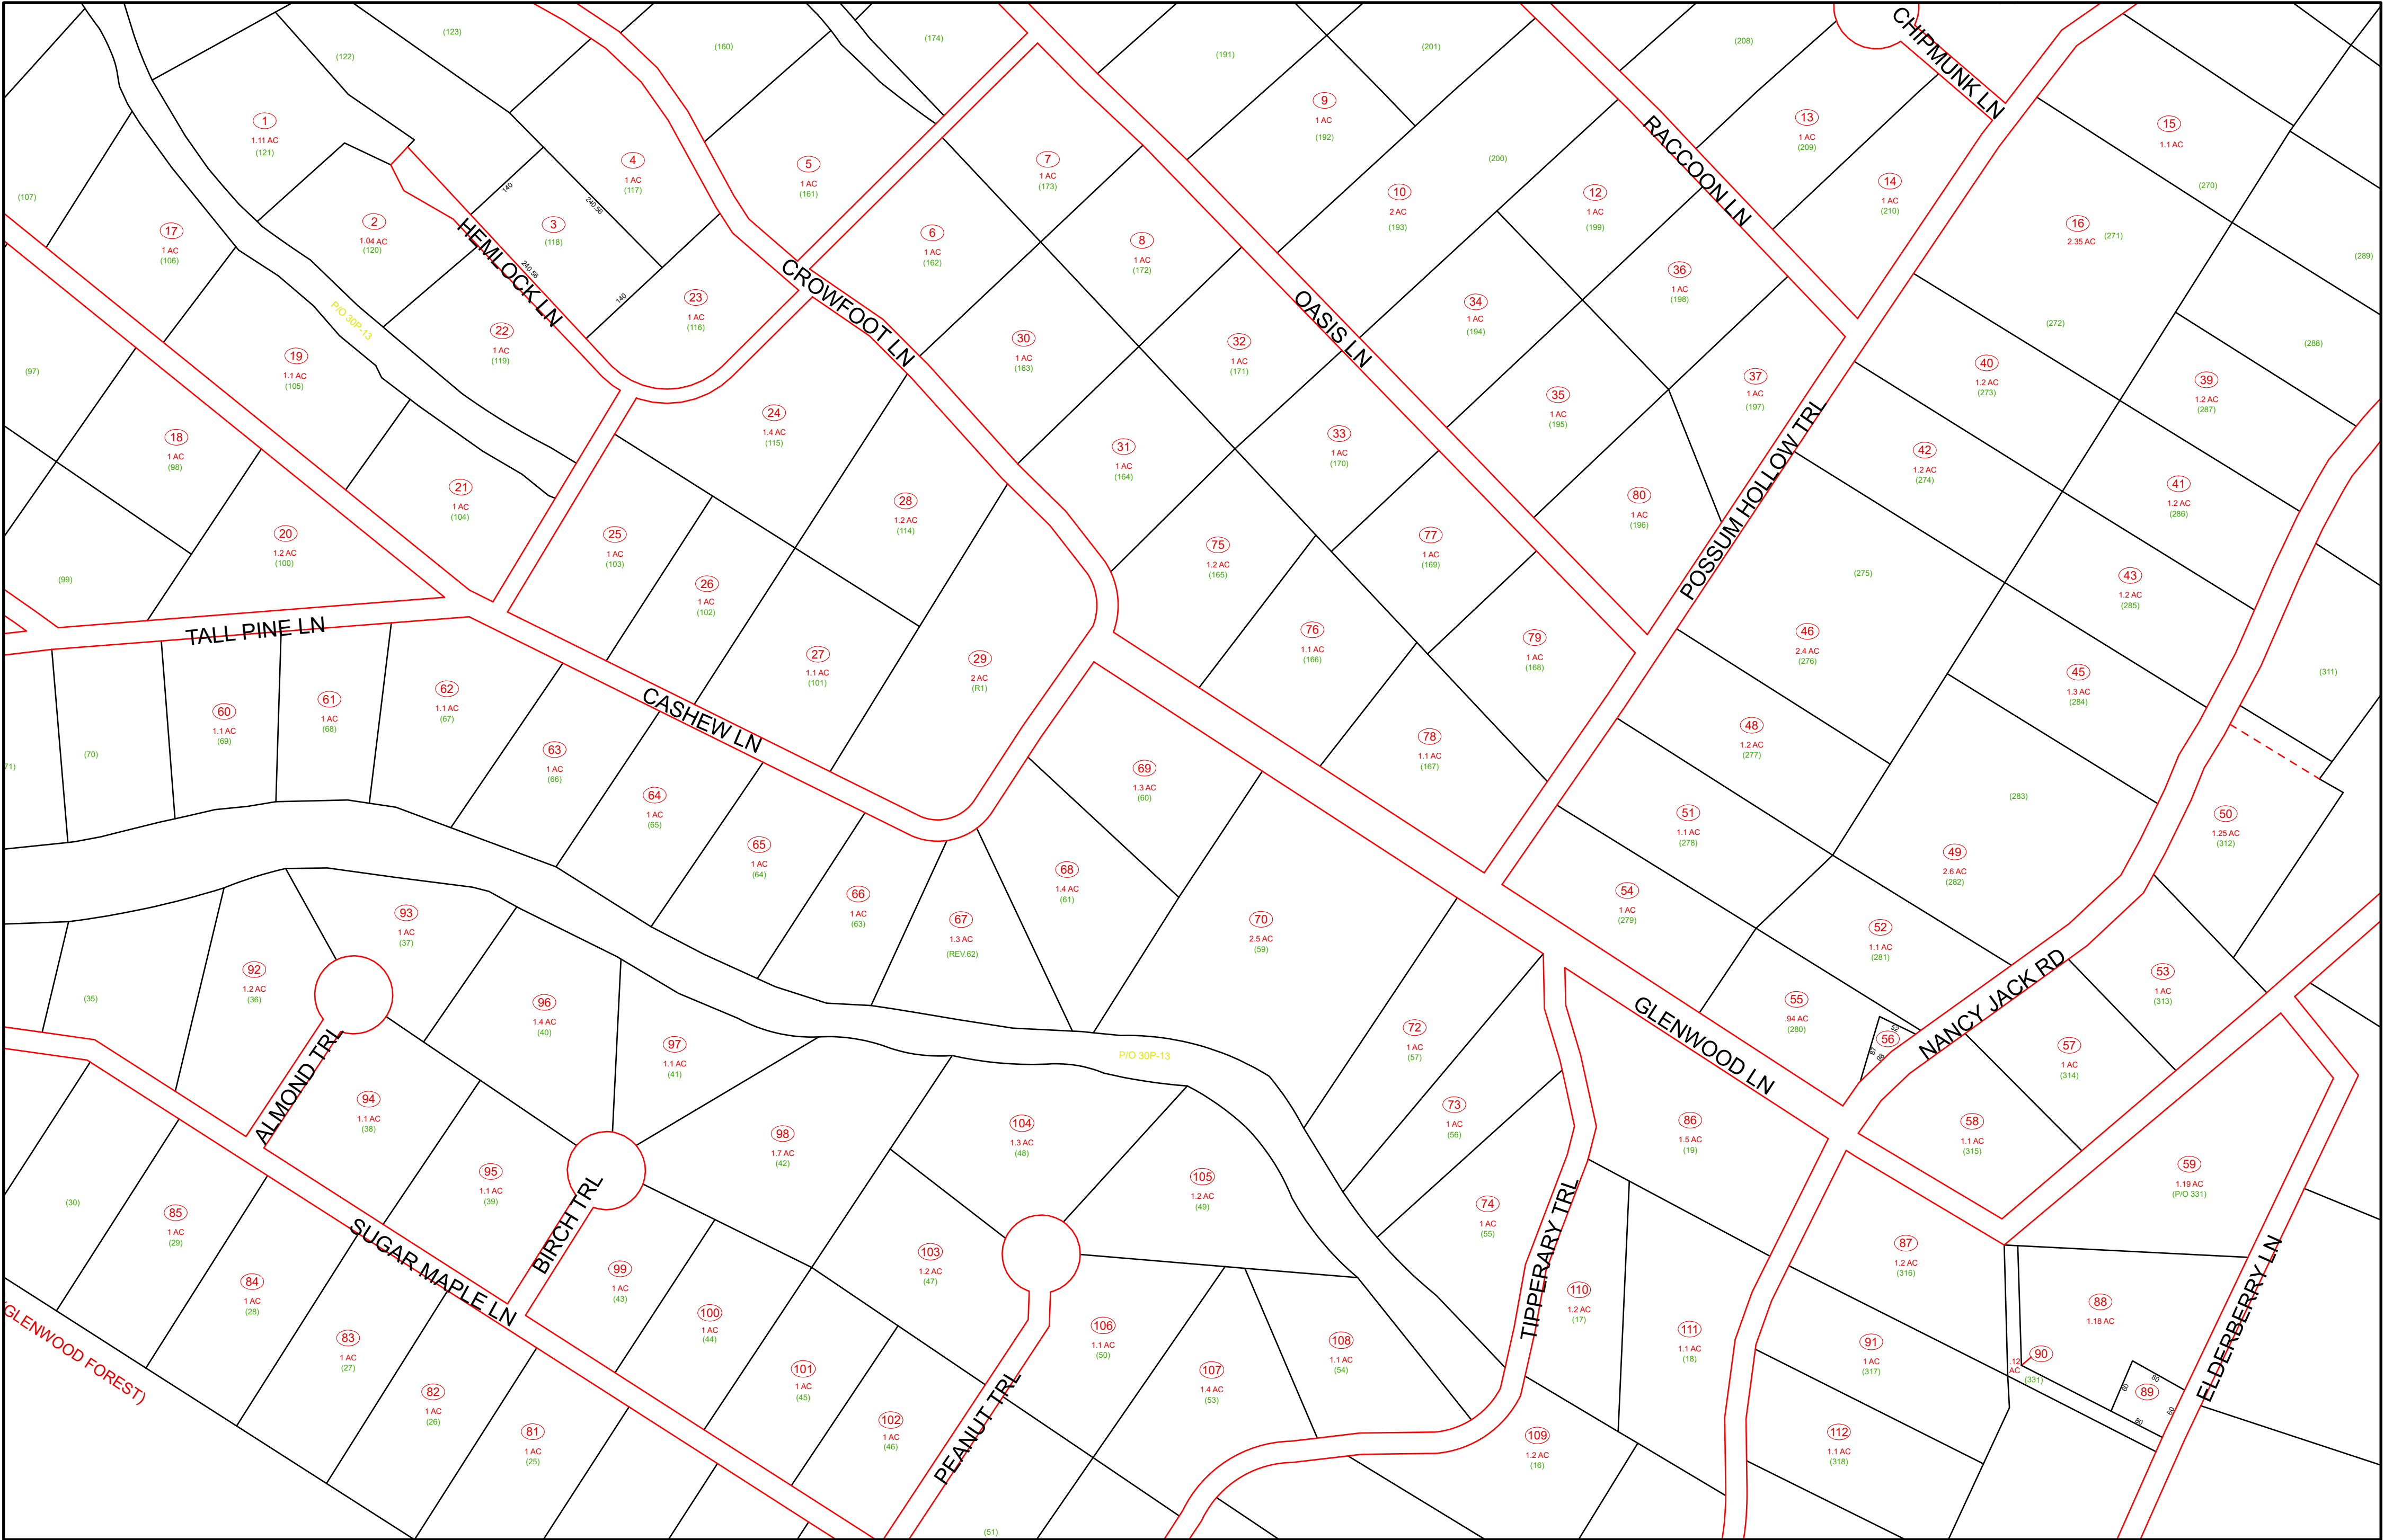 (123)
(122)
(160)
(174)
(191)
(201)
(208)
CHIPMUNK LN
1
1.11 AC
(121)
4
1 AC
(117)
5
1 AC
(161)
7
1 AC
(173)
9
1 AC
(192)
(200)
RACCOON LN
13
1 AC
(209)
15
1.1 AC
(270)
(107)
17
1 AC
(106)
2
1.04 AC
(120)
140
3
(118)
240.56
240.56
140
HEMLOCK LN
23
1 AC
(116)
6
1 AC
(162)
8
1 AC
(172)
10
2 AC
(193)
12
1 AC
(199)
14
1 AC
(210)
16
2.35 AC
(271)
(289)
P/O 30P-13
22
1 AC
(119)
CROWFOOT LN
30
1 AC
(163)
32
1 AC
(171)
OASIS LN
34
1 AC
(194)
36
1 AC
(198)
(272)
(288)
(97)
19
1.1 AC
(105)
24
1.4 AC
(115)
35
1 AC
(195)
37
1 AC
(197)
40
1.2 AC
(273)
39
1.2 AC
(287)
18
1 AC
(98)
21
1 AC
(104)
28
1.2 AC
(114)
31
1 AC
(164)
33
1 AC
(170)
80
1 AC
(196)
POSSUM HOLLOW TRL
42
1.2 AC
(274)
41
1.2 AC
(286)
20
1.2 AC
(100)
(99)
25
1 AC
(103)
26
1 AC
(102)
75
1.2 AC
(165)
77
1 AC
(169)
(275)
43
1.2 AC
(285)
TALL PINE LN
27
1.1 AC
(101)
29
2 AC
(R1)
76
1.1 AC
(166)
79
1 AC
(168)
46
2.4 AC
(276)
45
1.3 AC
(284)
(311)
71)
(70)
60
1.1 AC
(69)
61
1 AC
(68)
62
1.1 AC
(67)
63
1 AC
(66)
CASHEW LN
69
1.3 AC
(60)
78
1.1 AC
(167)
48
1.2 AC
(277)
(283)
64
1 AC
(65)
65
1 AC
(64)
66
1 AC
(63)
67
1.3 AC
(REV.62)
68
1.4 AC
(61)
70
2.5 AC
(59)
51
1.1 AC
(278)
49
2.6 AC
(282)
50
1.25 AC
(312)
93
1 AC
(37)
54
1 AC
(279)
52
1.1 AC
(281)
(35)
92
1.2 AC
(36)
96
1.4 AC
(40)
97
1.1 AC
(41)
P/O 30P-13
72
1 AC
(57)
GLENWOOD LN
55
.94 AC
(280)
56
87
98
52
NANCY JACK RD
53
1 AC
(313)
57
1 AC
(314)
ALMOND TRL
94
1.1 AC
(38)
98
1.7 AC
(42)
104
1.3 AC
(48)
73
1 AC
(56)
86
1.5 AC
(19)
58
1.1 AC
(315)
59
1.19 AC
(P/O 331)
(30)
85
1 AC
(29)
95
1.1 AC
(39)
BIRCH TRL
105
1.2 AC
(49)
74
1 AC
(55)
SUGAR MAPLE LN
84
1 AC
(28)
99
1 AC
(43)
103
1.2 AC
(47)
TIPPERARY TRL
110
1.2 AC
(17)
87
1.2 AC
(316)
88
1.18 AC
ELDERBERRY LN
GLENWOOD FOREST)
83
1 AC
(27)
100
1 AC
(44)
106
1.1 AC
(50)
108
1.1 AC
(54)
111
1.1 AC
(18)
91
1 AC
(317)
.12
AC
90
(331)
82
1 AC
(26)
101
1 AC
(45)
107
1.4 AC
(53)
60
80
89
80
60
81
1 AC
(25)
102
1 AC
(46)
PEANUT TRL
109
1.2 AC
(16)
112
1.1 AC
(318)
(51)